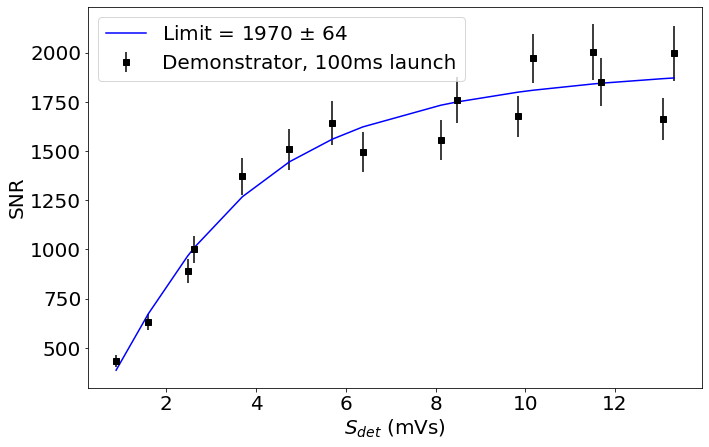 Limit = 1970 ± 64
Demonstrator, 100ms launch
SNR
2000
1750
1500
1250
1000
750
500
2 4 6 8 10 12
S_det (mVs)